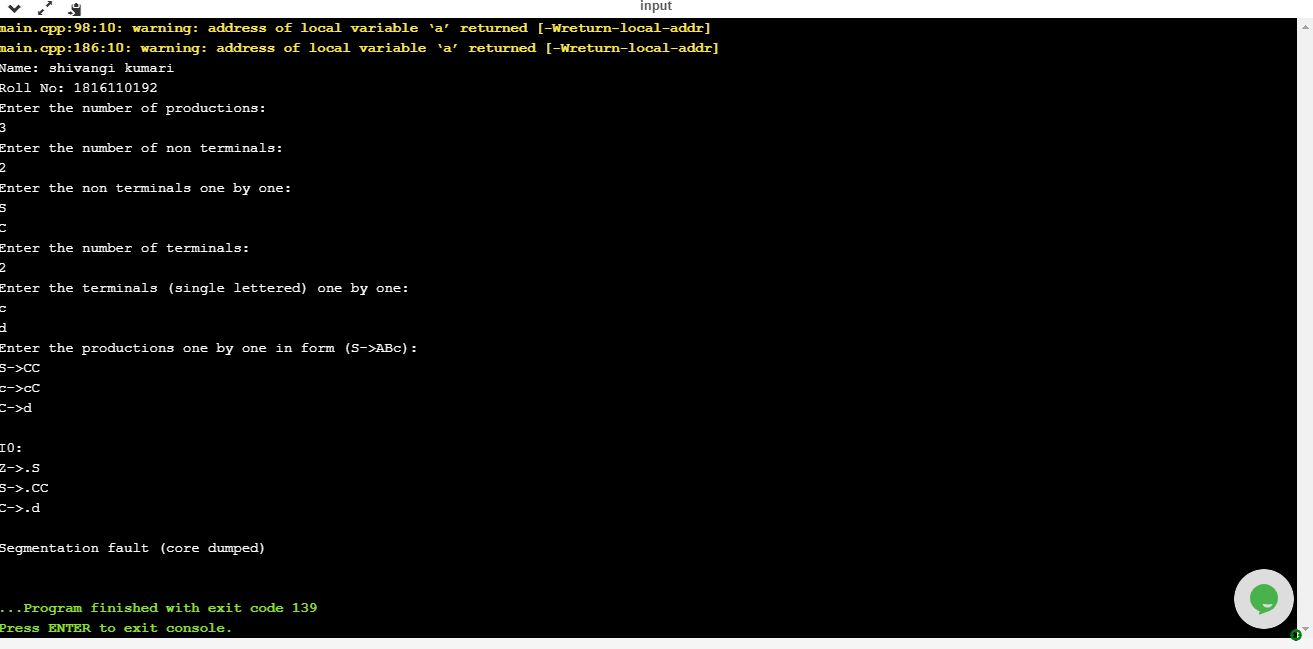 input
main.cpp:98:10: warning: address of local variable ‘a’ returned [-Wreturn-local-addr]
main.cpp:186:10: warning: address of local variable ‘a’ returned [-Wreturn-local-addr]
Name: shivangi kumari
Roll No: 1816110192
Enter the number of productions:
3
Enter the number of non terminals:
2
Enter the non terminals one by one:
S
C
Enter the number of terminals:
2
Enter the terminals (single lettered) one by one:
c
d
Enter the productions one by one in form (S->ABc):
S->CC
c->cC
C->d
I0:
Z->.S
S->.CC
C->.d
Segmentation fault (core dumped)
...Program finished with exit code 139
Press ENTER to exit console.